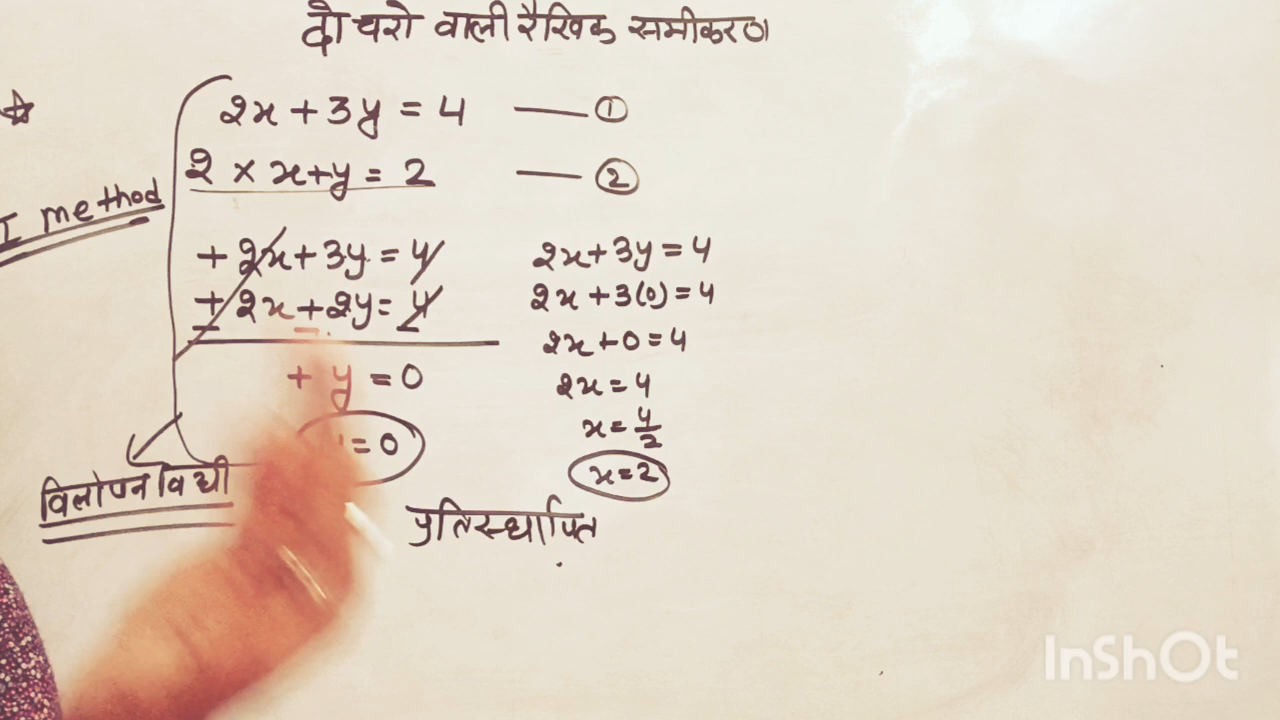 दो चरो वाली रैखिक समीकरण
☆
I method
2x + 3y = 4 —— ①
2 × x+y = 2 —— ②
+ 2x + 3y = 4
+ 2x + 2y = 4
− − −
+ y = 0
= 0
विलोपन विधी
2x + 3y = 4
2x + 3(0) = 4
2x + 0 = 4
2x = 4
x = 4/2
x = 2
प्रतिस्थापित
InShOt